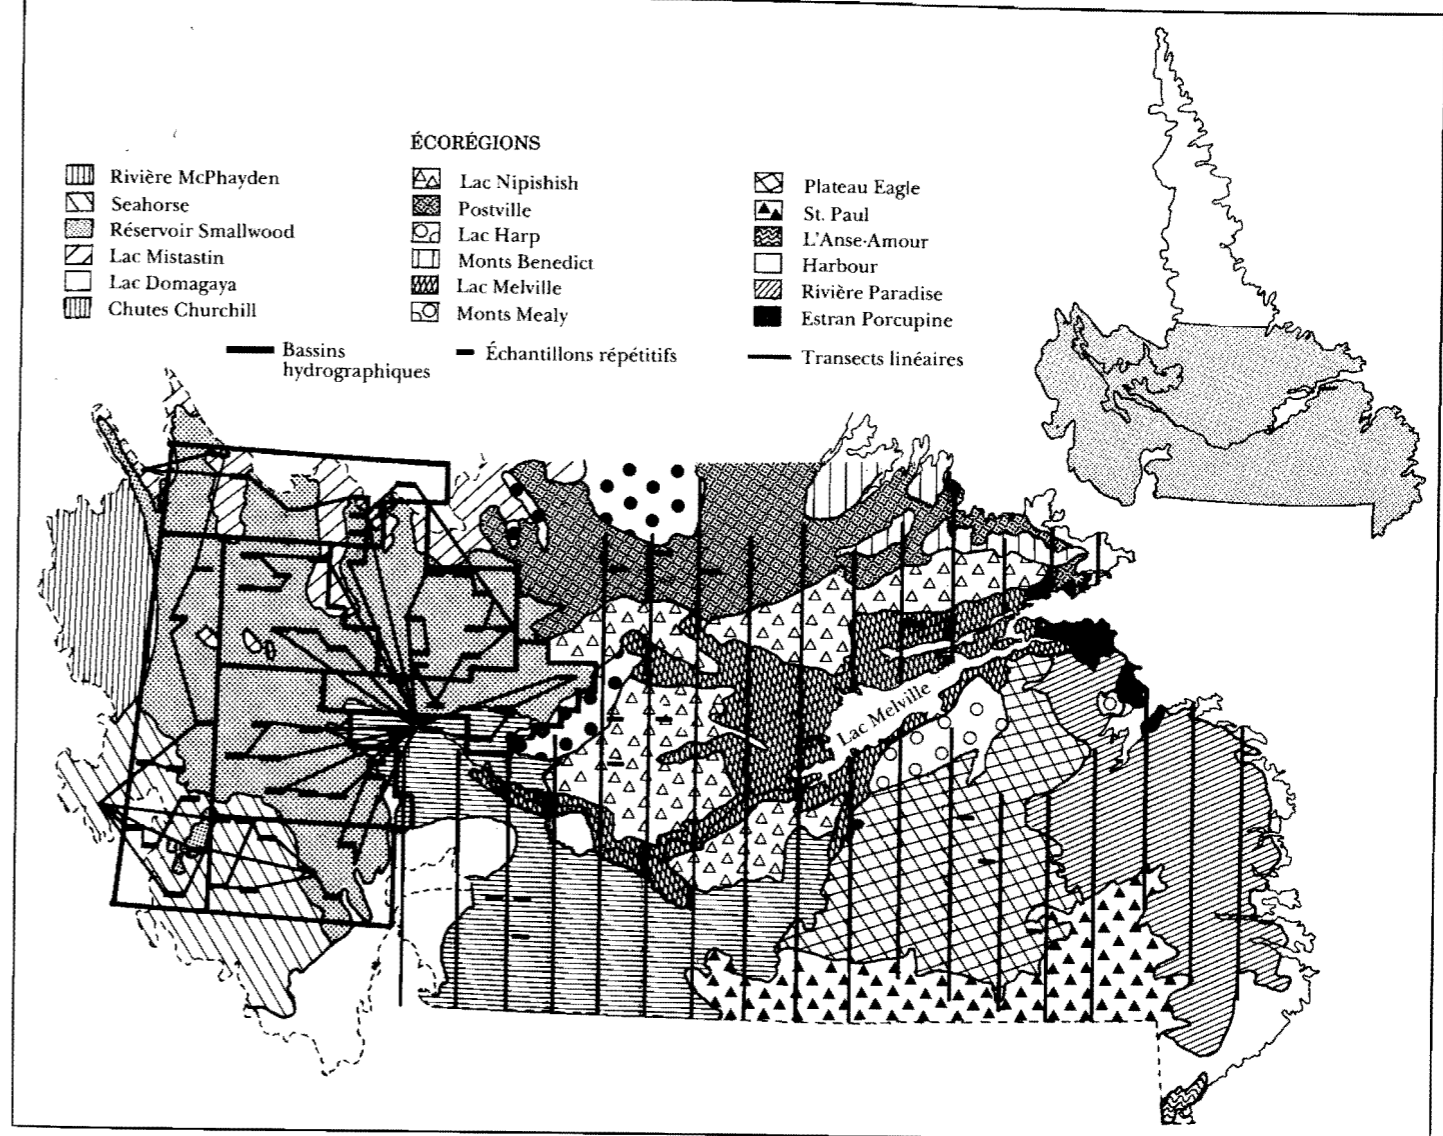 ÉCORÉGIONS
Rivière McPhayden
Seahorse
Réservoir Smallwood
Lac Mistastin
Lac Domagaya
Chutes Churchill
Lac Nipishish
Postville
Lac Harp
Monts Benedict
Lac Melville
Monts Mealy
Plateau Eagle
St. Paul
L'Anse-Amour
Harbour
Rivière Paradise
Estran Porcupine
Bassins
hydrographiques
Échantillons répétitifs
Transects linéaires
Lac Melville